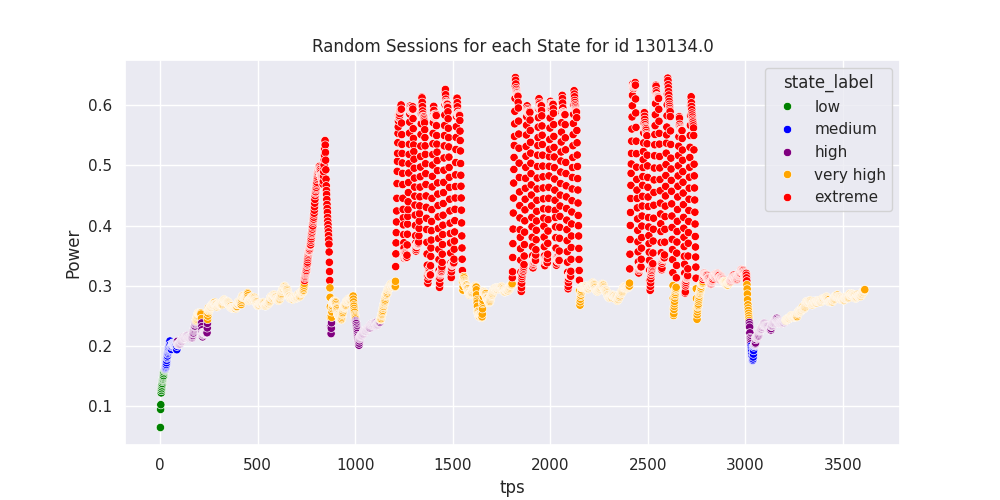 Random Sessions for each State for id 130134.0
Power
0.6
0.5
0.4
0.3
0.2
0.1
state_label
low
medium
high
very high
extreme
0
500
1000
1500
2000
2500
3000
3500
tps